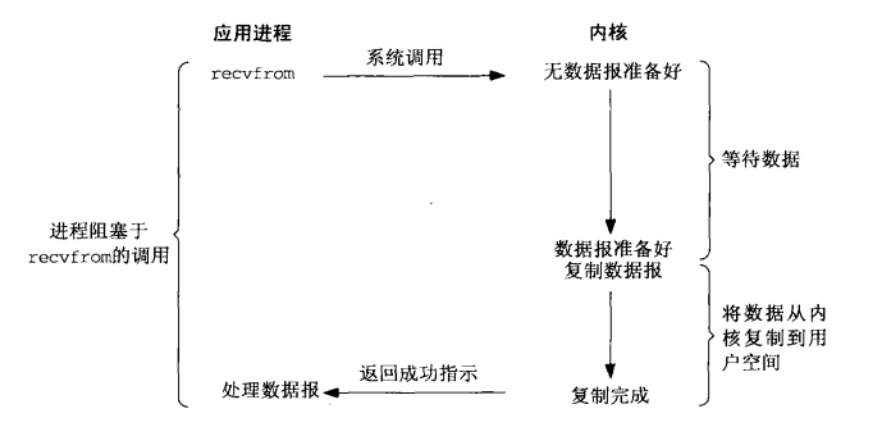 应用进程
内核
系统调用
recvfrom
无数据报准备好
等待数据
进程阻塞于
recvfrom的调用
数据报准备好
复制数据报
将数据从内
核复制到用
户空间
返回成功指示
处理数据报
复制完成